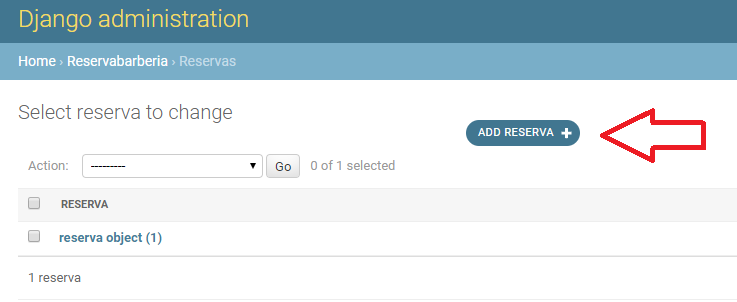 Django administration
Home › Reservabarberia › Reservas
Select reserva to change
ADD RESERVA +
Action: --------- Go 0 of 1 selected
RESERVA
reserva object (1)
1 reserva